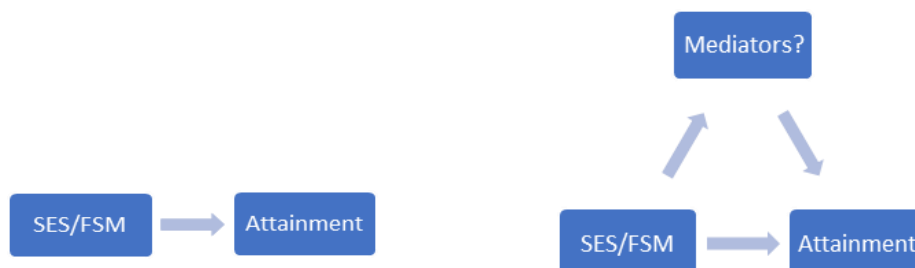 Mediators?
SES/FSM
Attainment
SES/FSM
Attainment